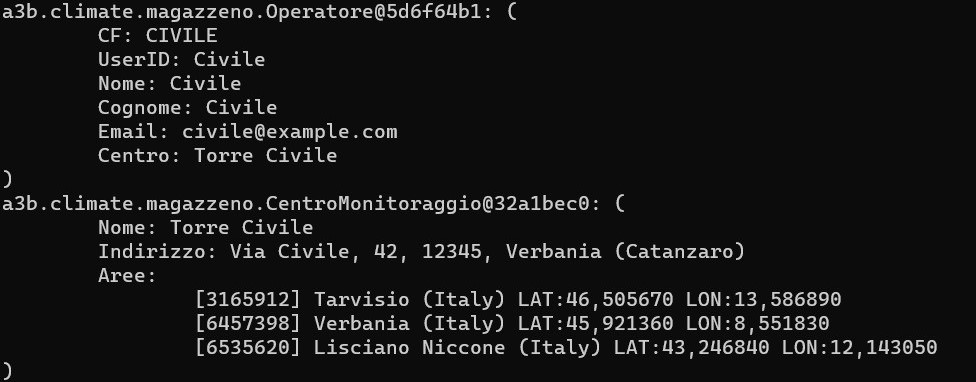 a3b.climate.magazzeno.Operatore@5d6f64b1: (
CF: CIVILE
UserID: Civile
Nome: Civile
Cognome: Civile
Email: civile@example.com
Centro: Torre Civile
)
a3b.climate.magazzeno.CentroMonitoraggio@32a1bec0: (
Nome: Torre Civile
Indirizzo: Via Civile, 42, 12345, Verbania (Catanzaro)
Aree:
[3165912] Tarvisio (Italy) LAT:46,505670 LON:13,586890
[6457398] Verbania (Italy) LAT:45,921360 LON:8,551830
[6535620] Lisciano Niccone (Italy) LAT:43,246840 LON:12,143050
)